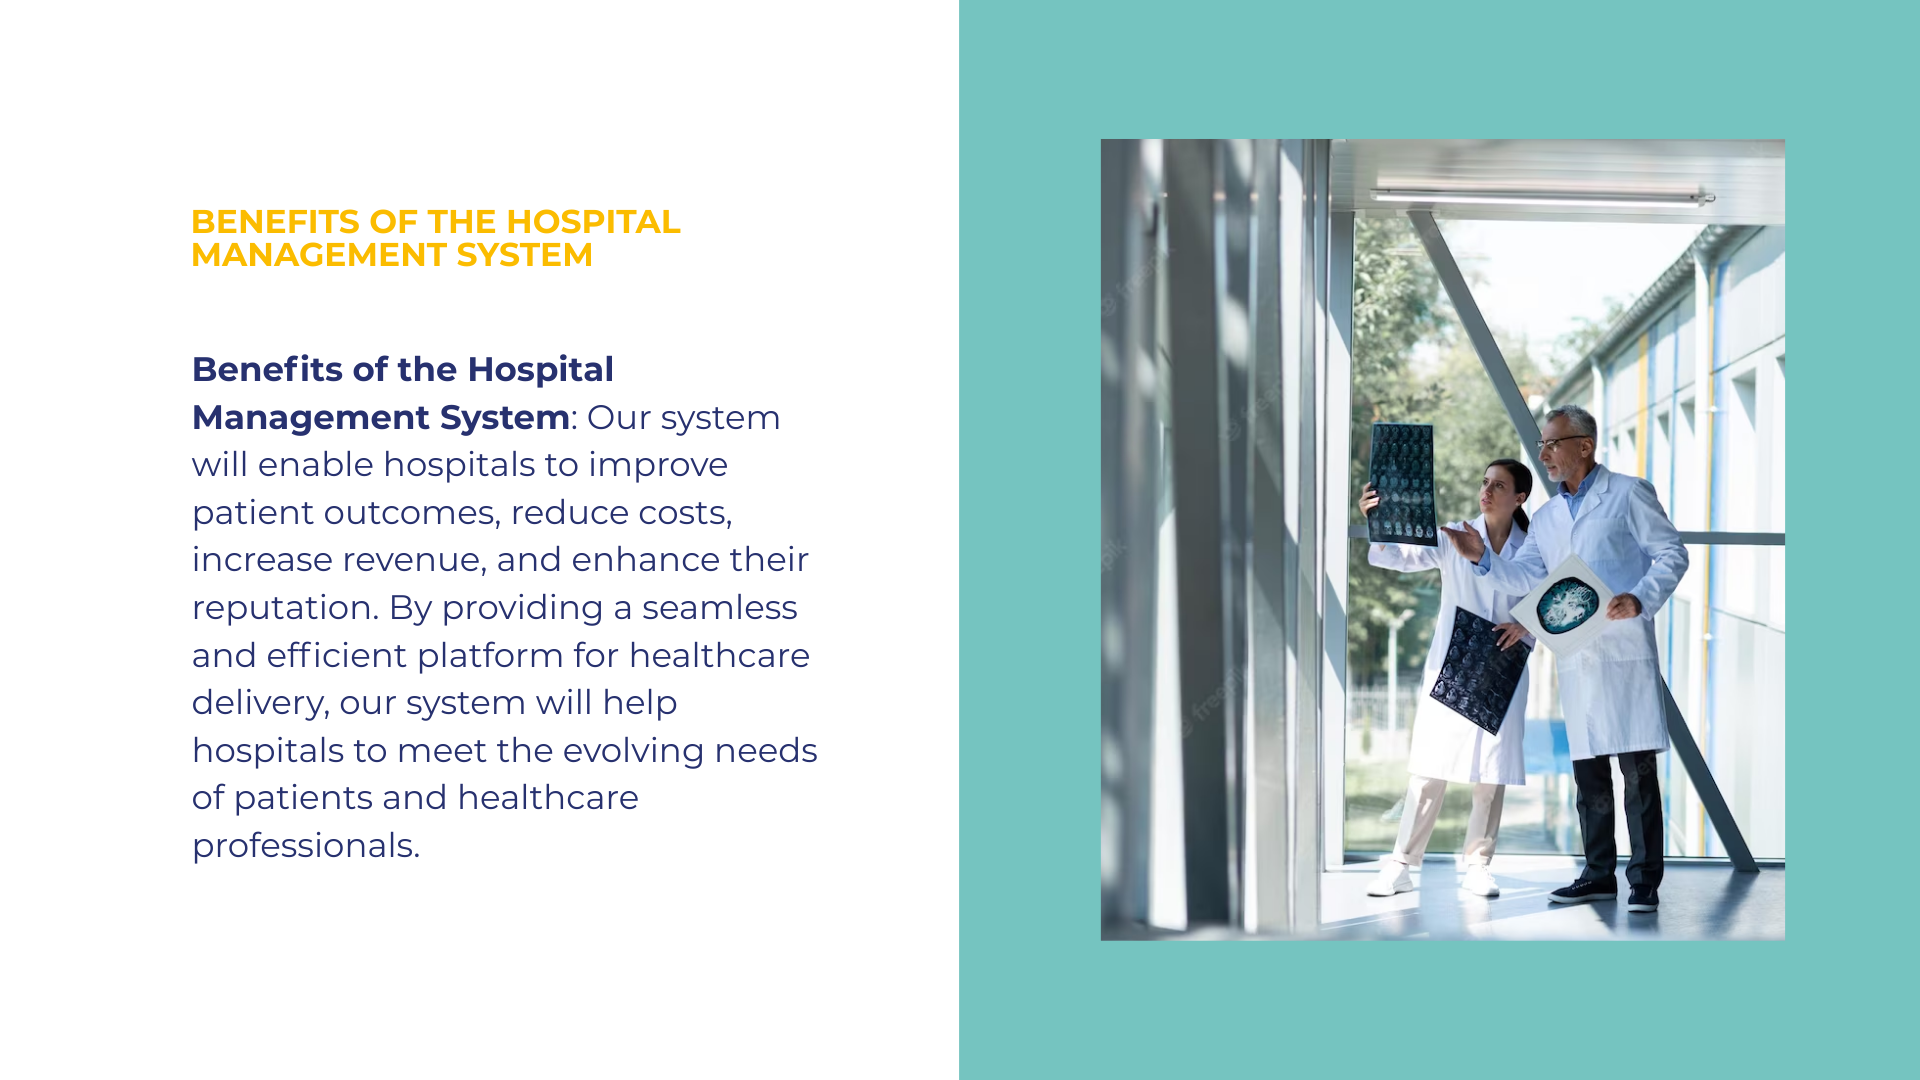 BENEFITS OF THE HOSPITAL
MANAGEMENT SYSTEM
Benefits of the Hospital
Management System: Our system
will enable hospitals to improve
patient outcomes, reduce costs,
increase revenue, and enhance their
reputation. By providing a seamless
and efficient platform for healthcare
delivery, our system will help
hospitals to meet the evolving needs
of patients and healthcare
professionals.